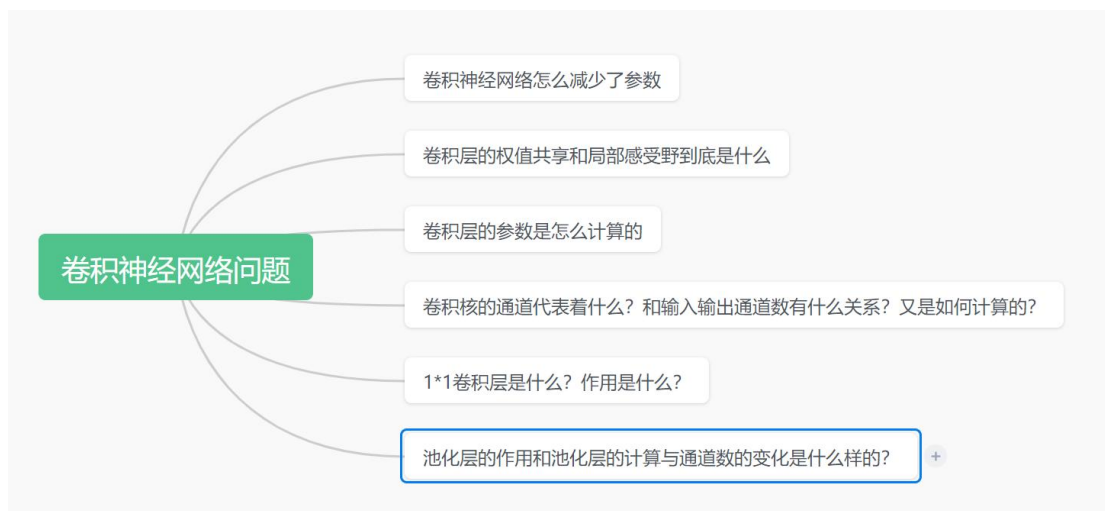 卷积神经网络问题
卷积神经网络怎么减少了参数
卷积层的权值共享和局部感受野到底是什么
卷积层的参数是怎么计算的
卷积核的通道代表着什么？和输入输出通道数有什么关系？又是如何计算的？
1*1卷积层是什么？作用是什么？
池化层的作用和池化层的计算与通道数的变化是什么样的？